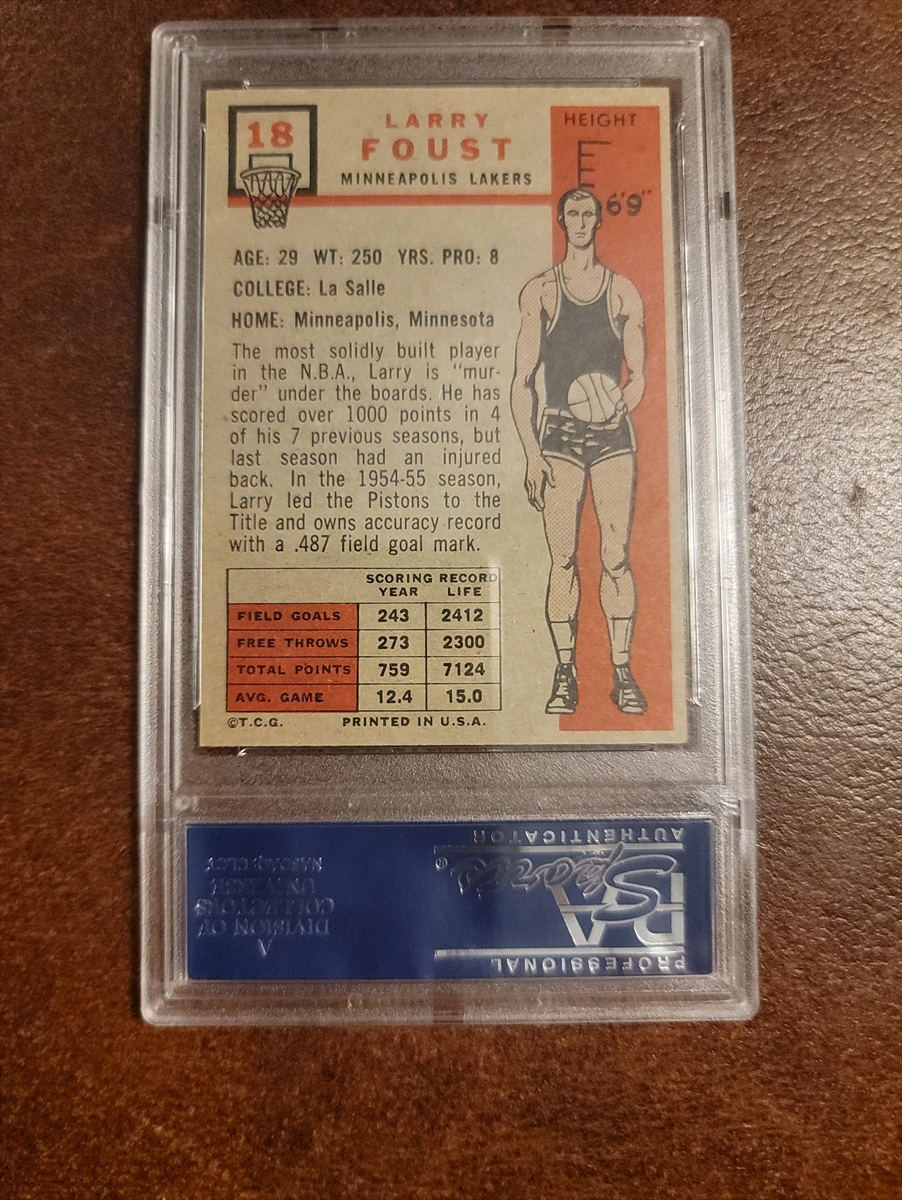 18
LARRY
FOUST
MINNEAPOLIS LAKERS
HEIGHT
6'9"
AGE: 29 WT: 250 YRS. PRO: 8
COLLEGE: La Salle
HOME: Minneapolis, Minnesota
The most solidly built player
in the N.B.A., Larry is "mur-
der" under the boards. He has
scored over 1000 points in 4
of his 7 previous seasons, but
last season had an injured
back. In the 1954-55 season,
Larry led the Pistons to the
Title and owns accuracy record
with a .487 field goal mark.
SCORING RECORD
YEAR LIFE
FIELD GOALS 243 2412
FREE THROWS 273 2300
TOTAL POINTS 759 7124
AVG. GAME 12.4 15.0
©T.C.G. PRINTED IN U.S.A.
PROFESSIONAL
PSA
Sports®
AUTHENTICATOR
A
DIVISION OF
COLLECTORS
UNIVERSE
NASDAQ: CLCT